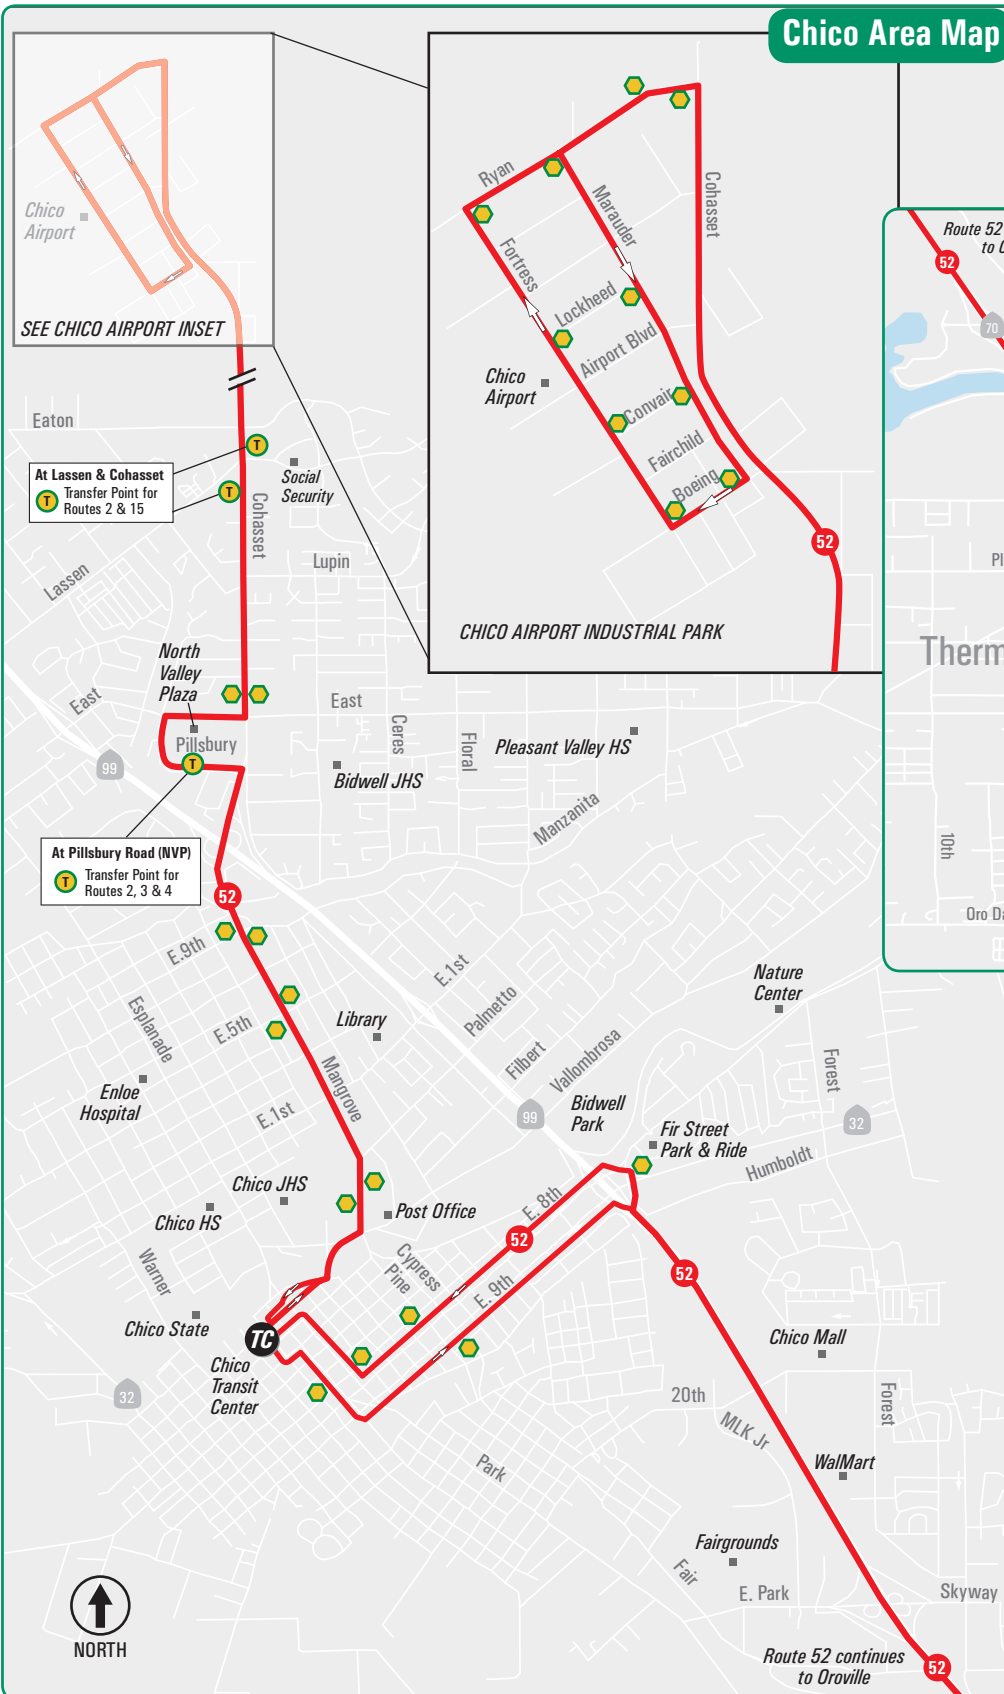 Chico Area Map
Chico
Airport
SEE CHICO AIRPORT INSET
Ryan
Marauder
Cohasset
Fortress
Lockheed
Airport Blvd
Chico
Airport
Convair
Fairchild
Boeing
52
CHICO AIRPORT INDUSTRIAL PARK
Route 52
52
70
Therm
10th
Eaton
T
At Lassen & Cohasset
T
Transfer Point for
Routes 2 & 15
T
Social
Security
Cohasset
Lassen
Lupin
North
Valley
Plaza
East
East
Ceres
Floral
Pleasant Valley HS
Pillsbury
T
99
Bidwell JHS
Manzanita
At Pillsbury Road (NVP)
T
Transfer Point for
Routes 2, 3 & 4
52
E.9th
E.1st
Nature
Center
Esplanade
E.5th
Library
Palmetto
Filbert
Vallombrosa
Forest
Enloe
Hospital
Mangrove
E.1st
99
Bidwell
Park
32
Fir Street
Park & Ride
Humboldt
Chico JHS
Chico HS
Post Office
E. 8th
52
Cypress
Pine
E. 9th
Warner
52
Chico State
TC
Chico
Transit
Center
Chico Mall
32
20th
MLK Jr
Forest
Park
WalMart
Fairgrounds
Fair
E. Park
Skyway
NORTH
Route 52 continues
to Oroville
52